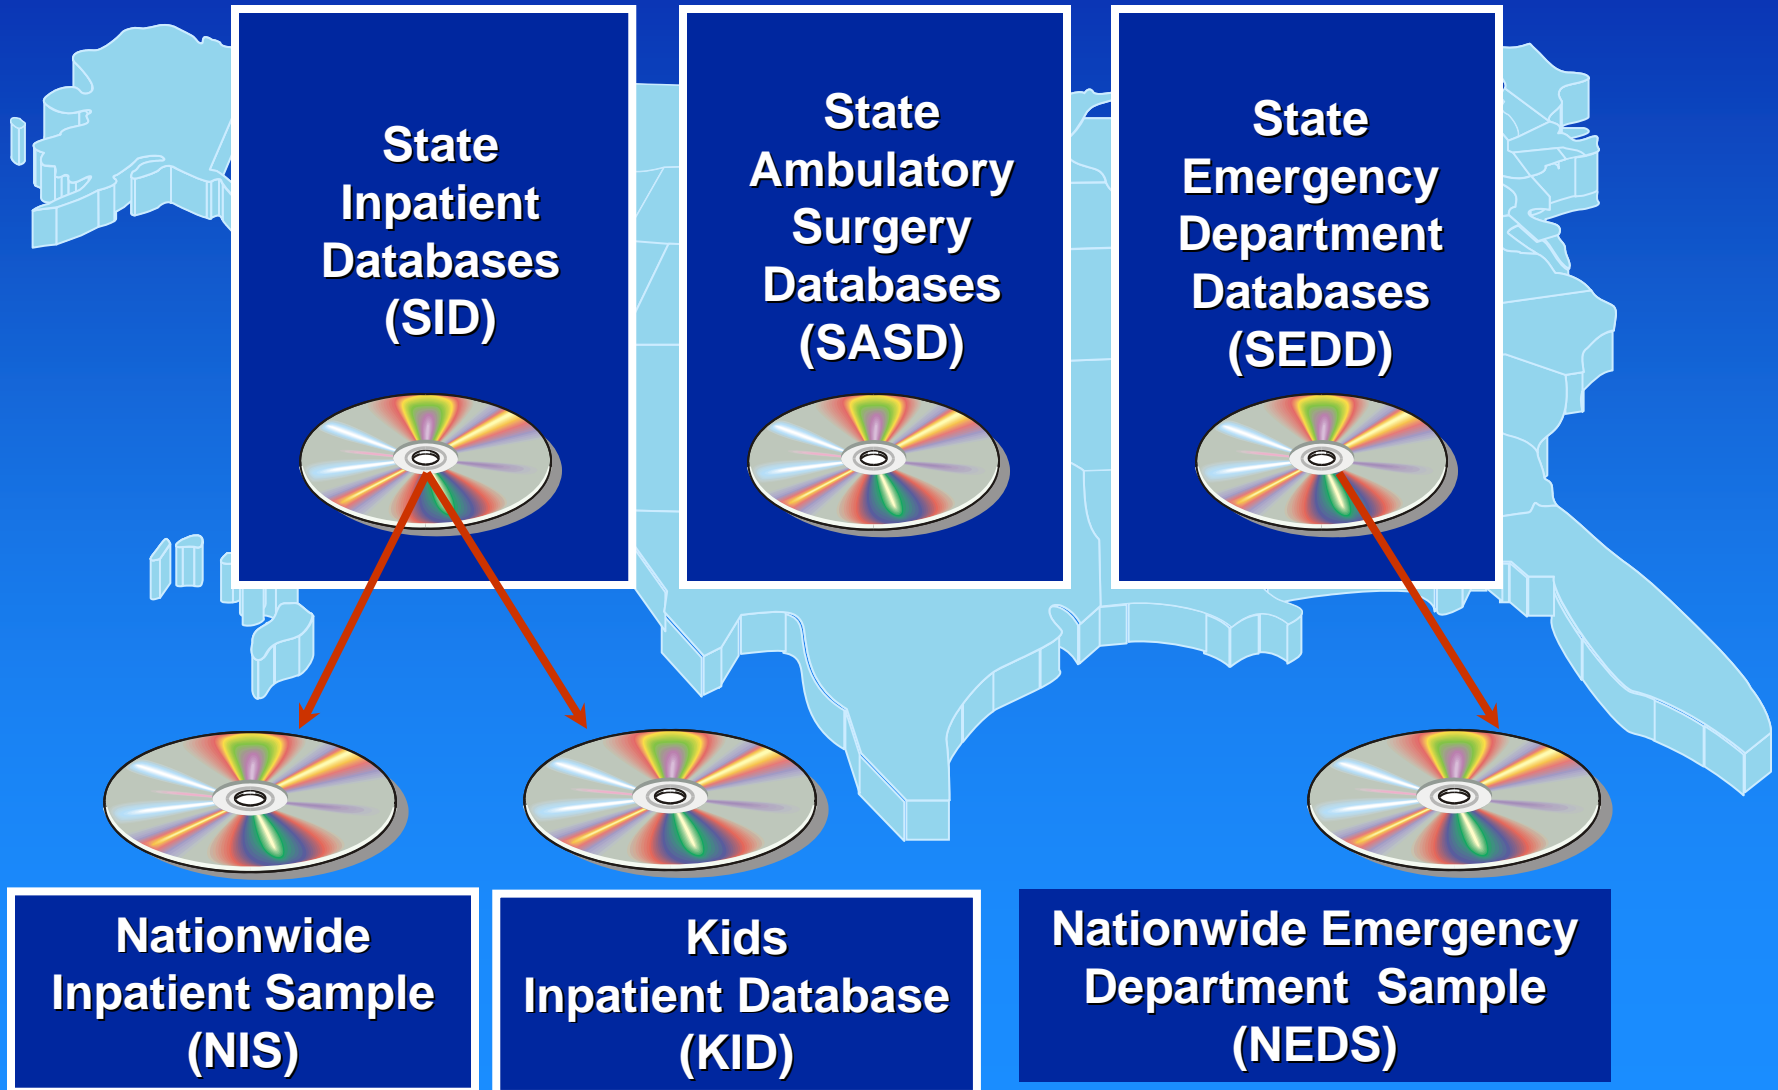 State
Inpatient
Databases
(SID)
State
Ambulatory
Surgery
Databases
(SASD)
State
Emergency
Department
Databases
(SEDD)
Nationwide
Inpatient Sample
(NIS)
Kids
Inpatient Database
(KID)
Nationwide Emergency
Department  Sample
(NEDS)